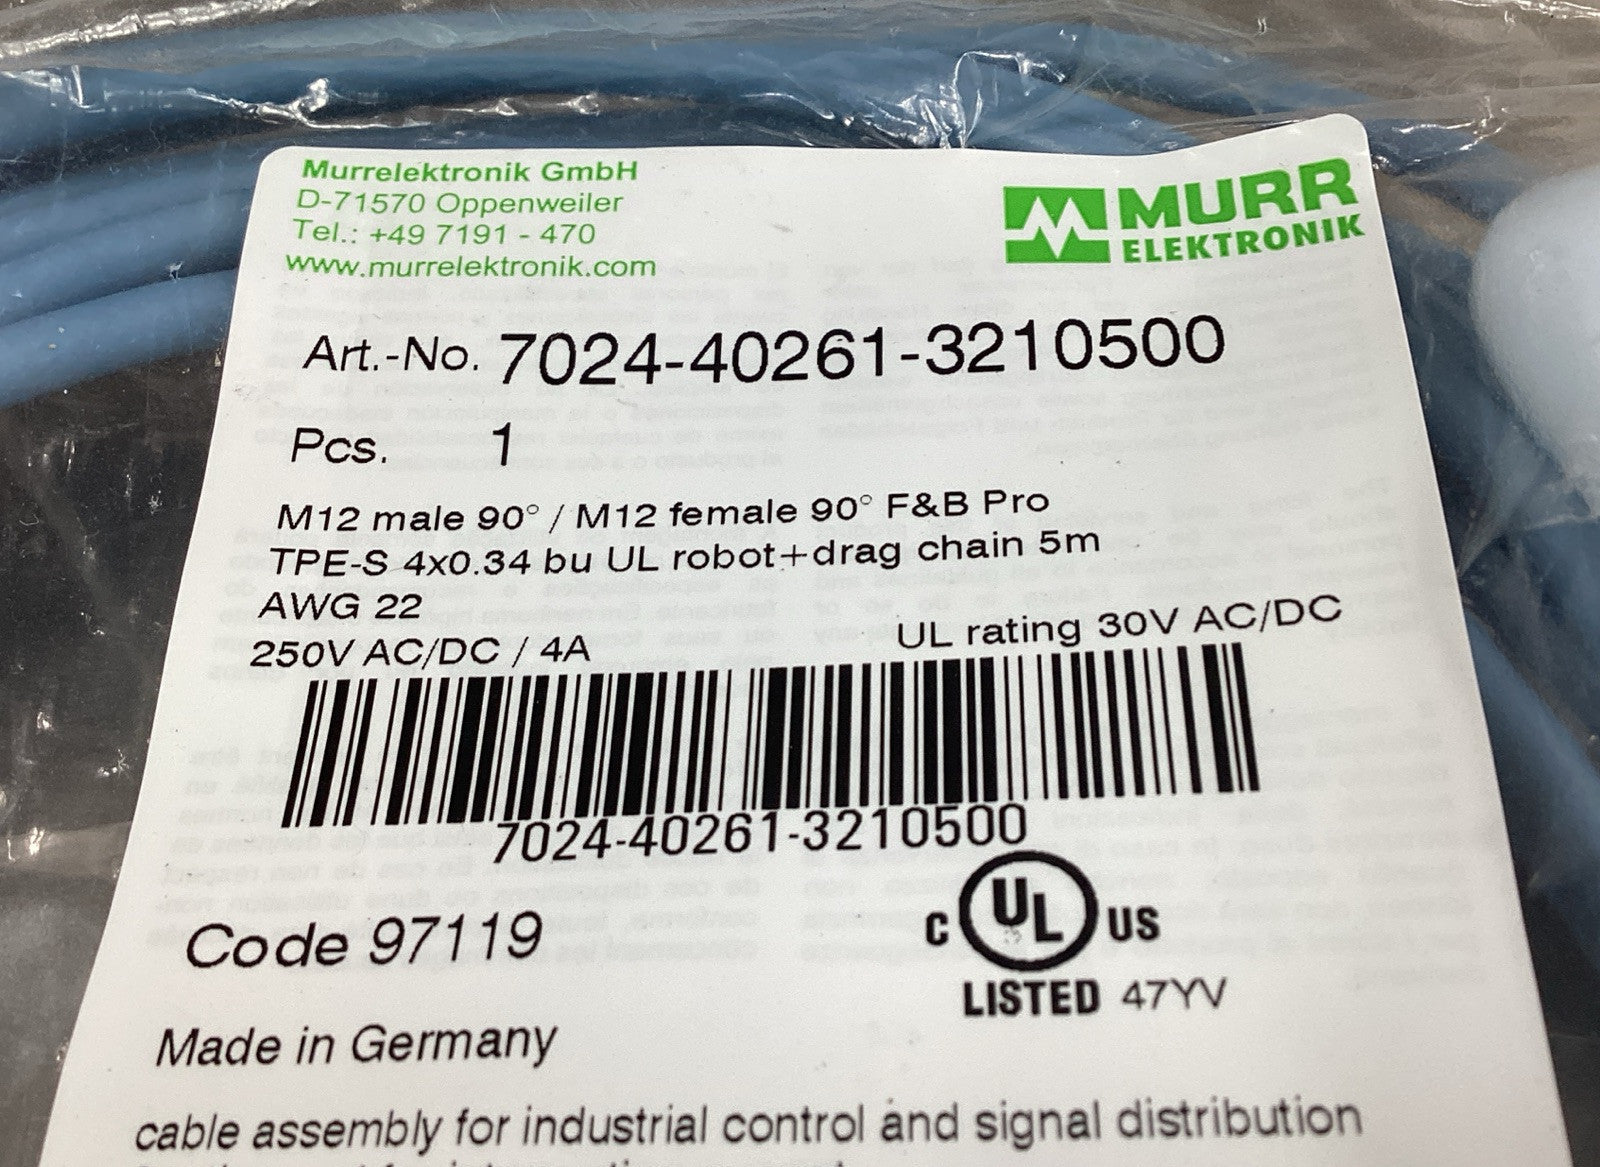 Murrelektronik GmbH
D-71570 Oppenweiler
Tel.: +49 7191 - 470
www.murrelektronik.com
MURR
ELEKTRONIK
Art.-No. 7024-40261-3210500
Pcs. 1
M12 male 90° / M12 female 90° F&B Pro
TPE-S 4x0.34 bu UL robot+drag chain 5m
AWG 22
250V AC/DC / 4A
UL rating 30V AC/DC
7024-40261-3210500
Code 97119
C UL US
LISTED 47YV
Made in Germany
cable assembly for industrial control and signal distribution